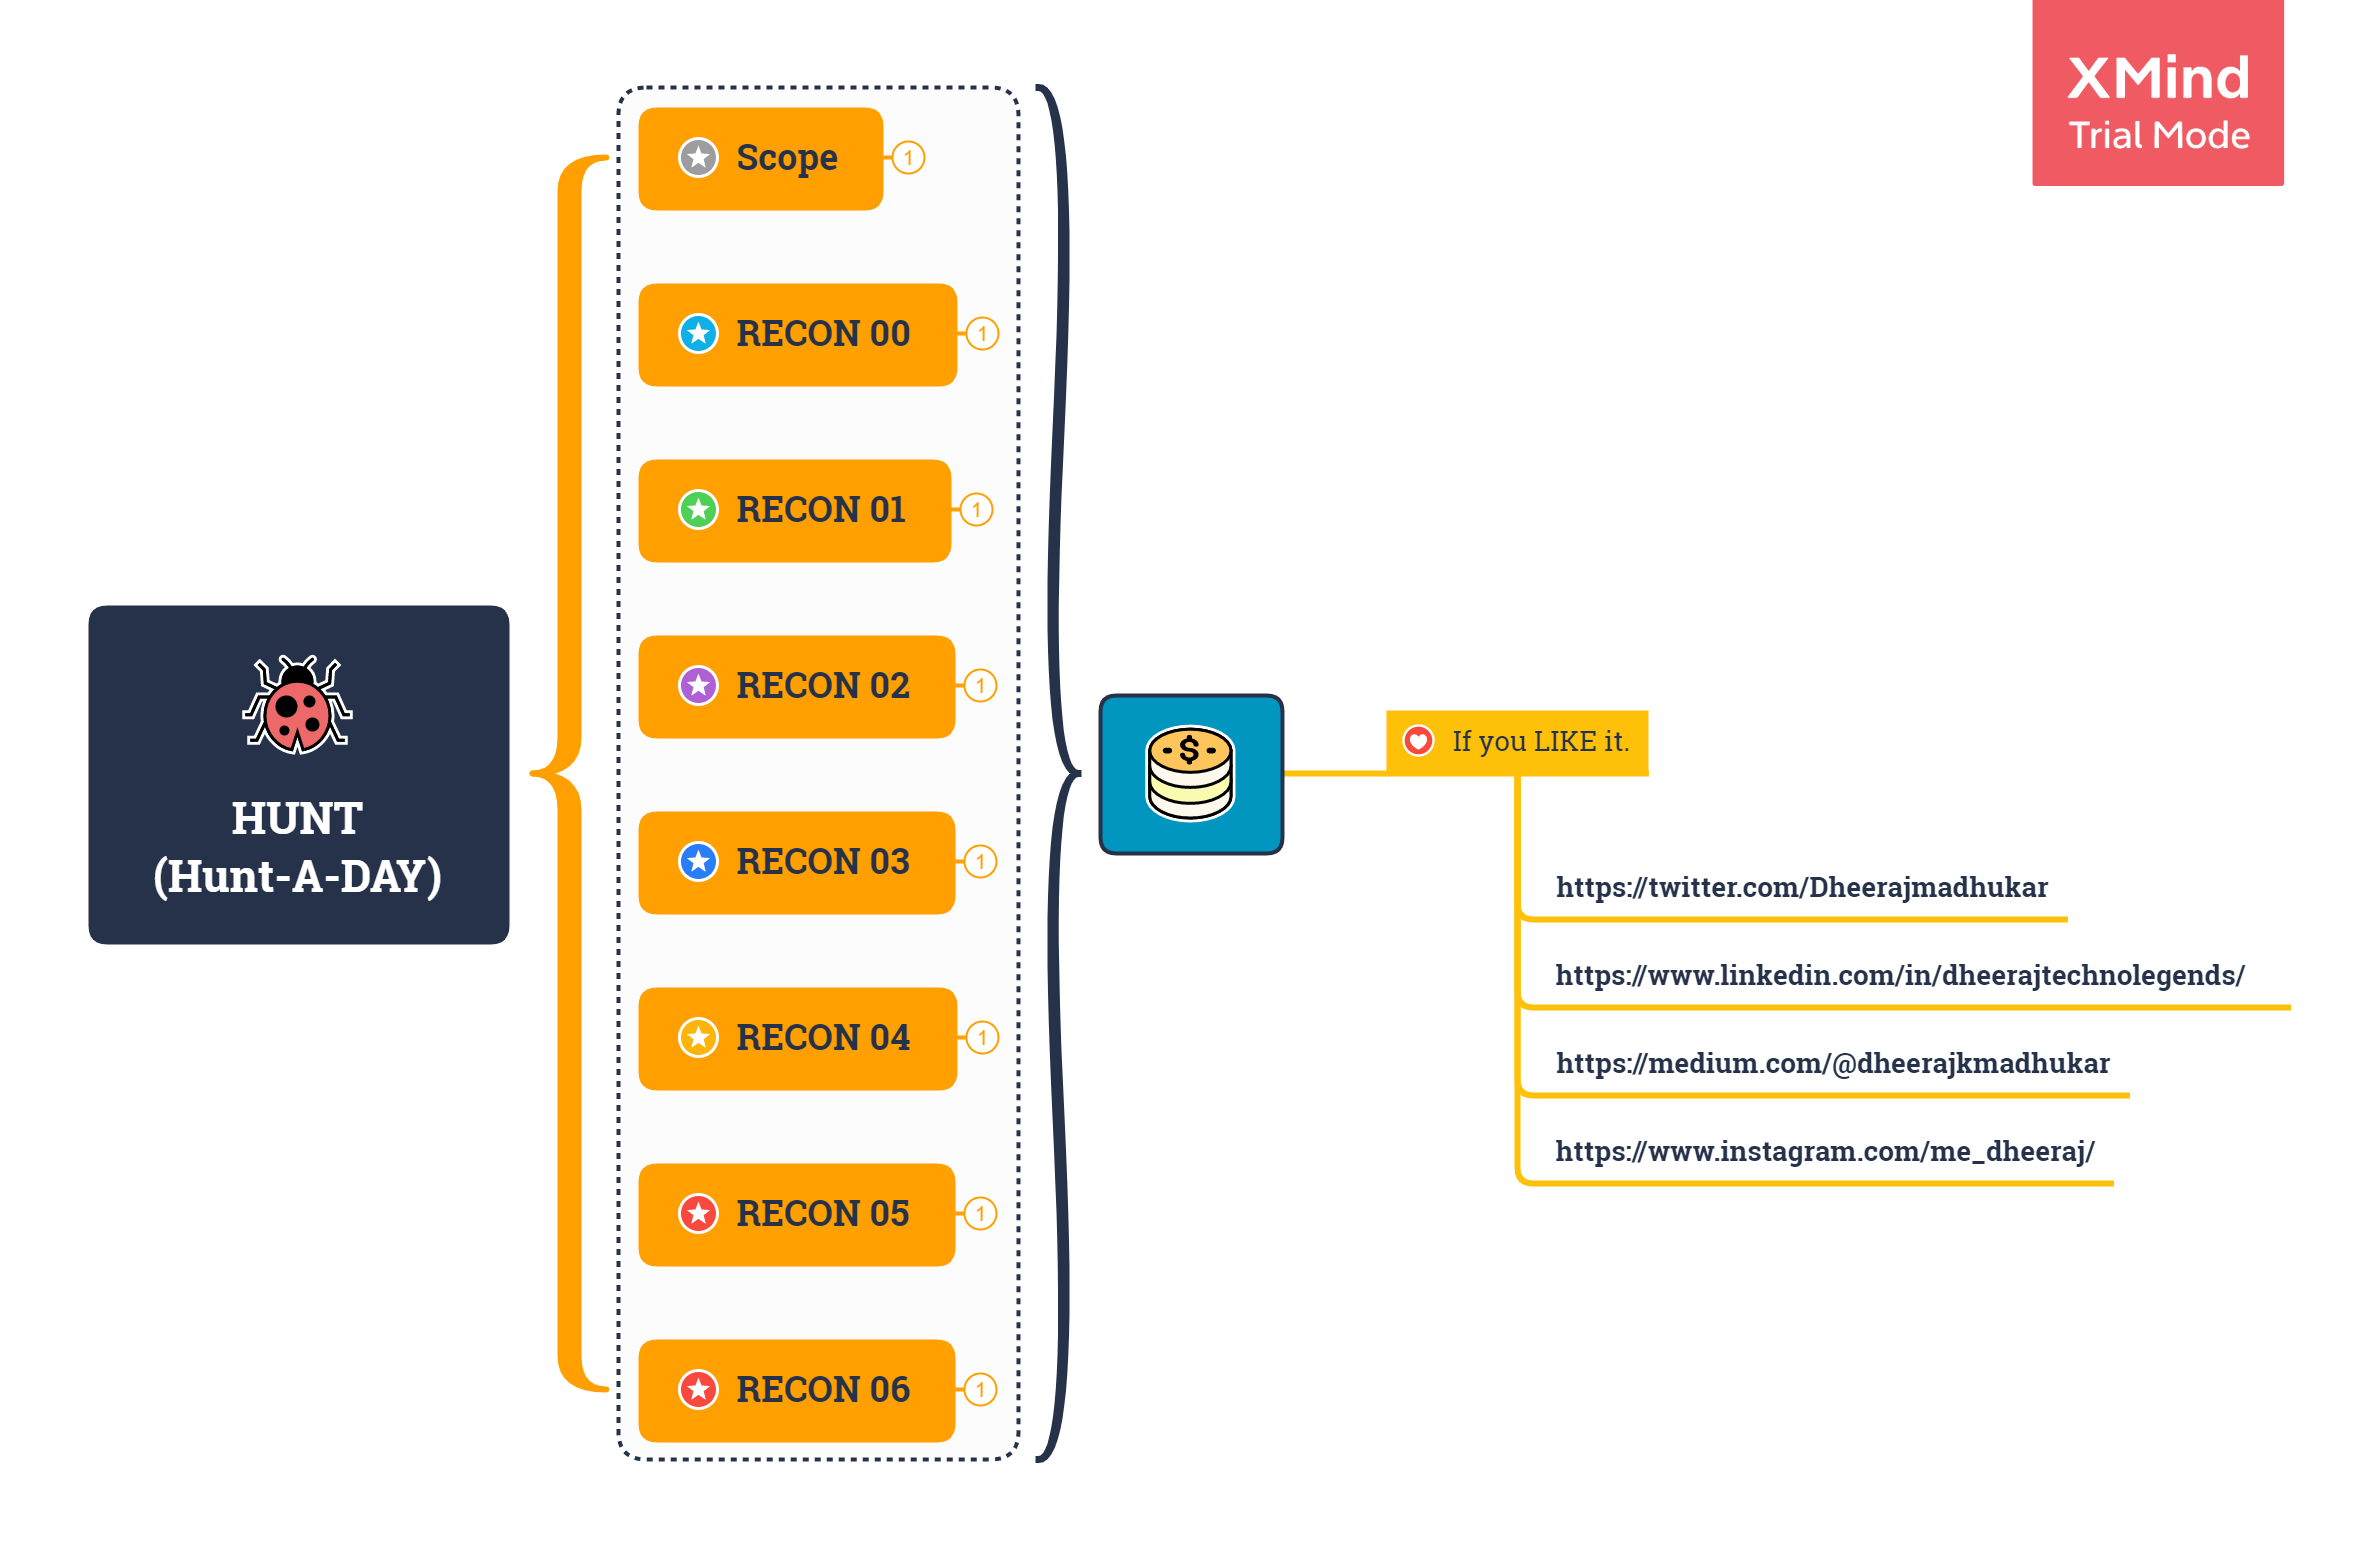 XMind
Trial Mode
Scope
1
RECON 00
1
RECON 01
1
RECON 02
1
RECON 03
1
RECON 04
1
RECON 05
1
RECON 06
1
HUNT
(Hunt-A-DAY)
$
If you LIKE it.
https://twitter.com/Dheerajmadhukar
https://www.linkedin.com/in/dheerajtechnolegends/
https://medium.com/@dheerajkmadhukar
https://www.instagram.com/me_dheeraj/